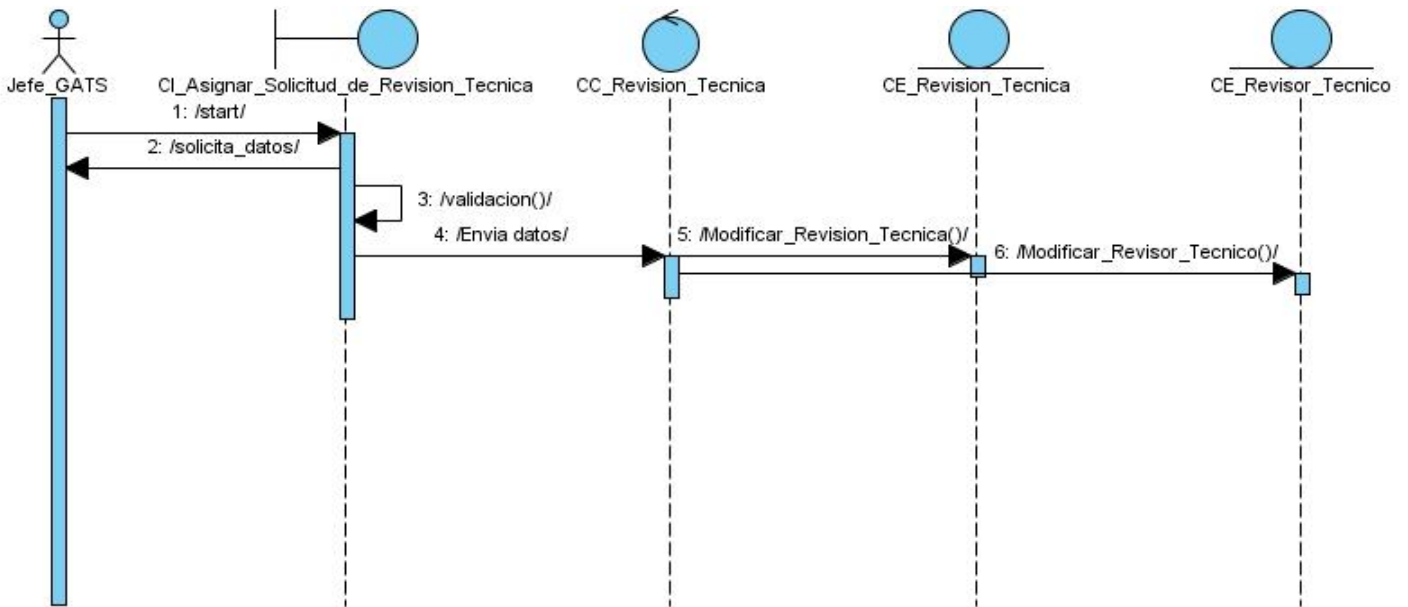 Jefe_GATS
CI_Asignar_Solicitud_de_Revision_Tecnica
CC_Revision_Tecnica
CE_Revision_Tecnica
CE_Revisor_Tecnico
1: /start/
2: /solicita_datos/
3: /validacion()/
4: /Envia datos/
5: /Modificar_Revision_Tecnica()/
6: /Modificar_Revisor_Tecnico()/